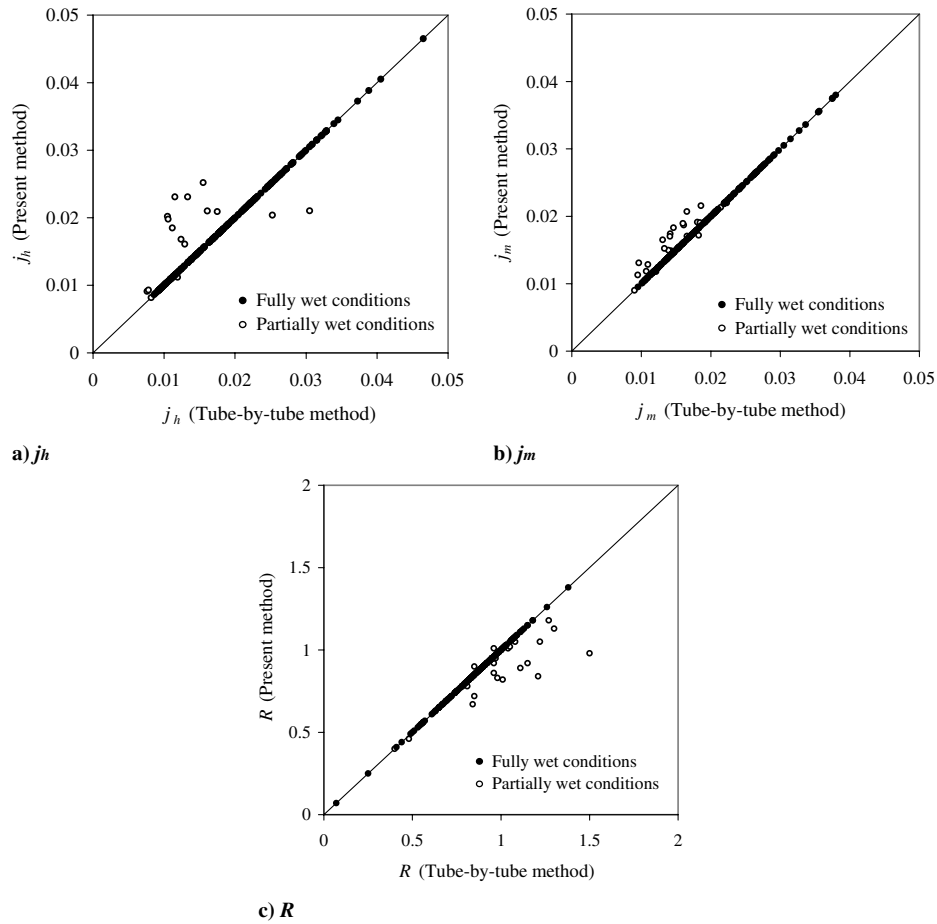 0.05
0.04
0.03
0.02
0.01
0
j_h (Present method)
● Fully wet conditions
○ Partially wet conditions
0 0.01 0.02 0.03 0.04 0.05
j_h (Tube-by-tube method)
a) jh
0.05
0.04
0.03
0.02
0.01
0
j_m (Present method)
● Fully wet conditions
○ Partially wet conditions
0 0.01 0.02 0.03 0.04 0.05
j_m (Tube-by-tube method)
b) jm
2
1.5
1
0.5
0
R (Present method)
● Fully wet conditions
○ Partially wet conditions
0 0.5 1 1.5 2
R (Tube-by-tube method)
c) R